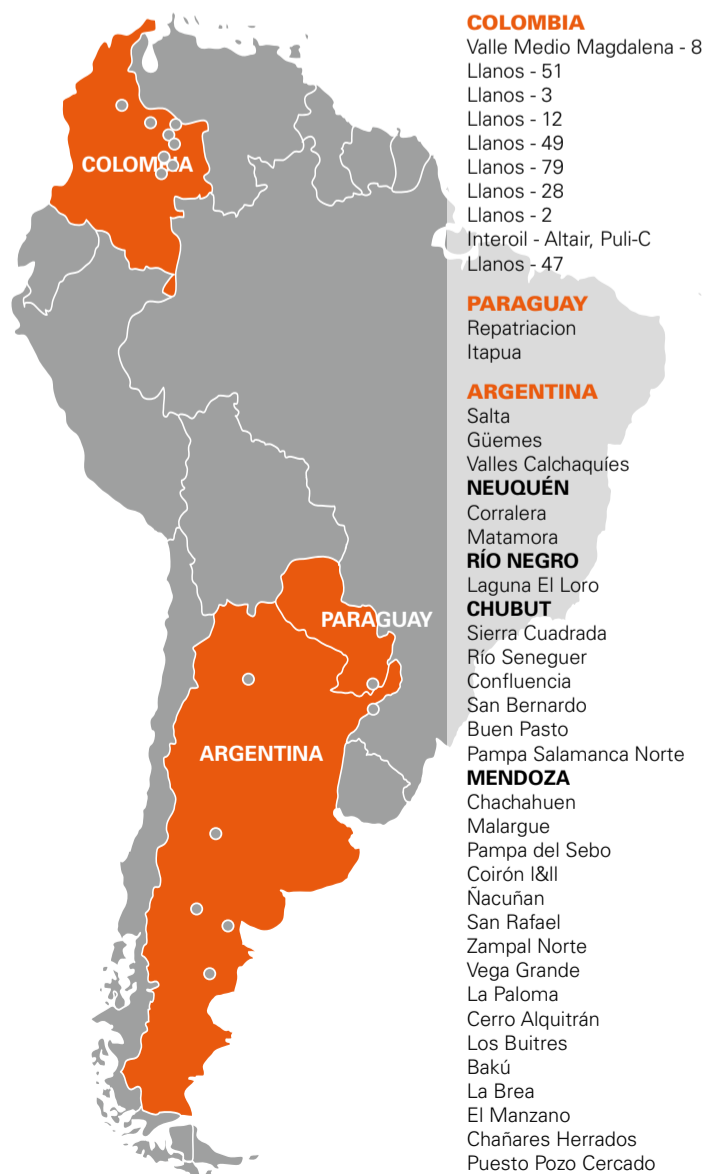 COLOMBIA
PARAGUAY
ARGENTINA
COLOMBIA
Valle Medio Magdalena - 8
Llanos - 51
Llanos - 3
Llanos - 12
Llanos - 49
Llanos - 79
Llanos - 28
Llanos - 2
Interoil - Altair, Puli-C
Llanos - 47
PARAGUAY
Repatriacion
Itapua
ARGENTINA
Salta
Güemes
Valles Calchaquíes
NEUQUÉN
Corralera
Matamora
RÍO NEGRO
Laguna El Loro
CHUBUT
Sierra Cuadrada
Río Seneguer
Confluencia
San Bernardo
Buen Pasto
Pampa Salamanca Norte
MENDOZA
Chachahuen
Malargue
Pampa del Sebo
Coirón I&II
Ñacuñan
San Rafael
Zampal Norte
Vega Grande
La Paloma
Cerro Alquitrán
Los Buitres
Bakú
La Brea
El Manzano
Chañares Herrados
Puesto Pozo Cercado